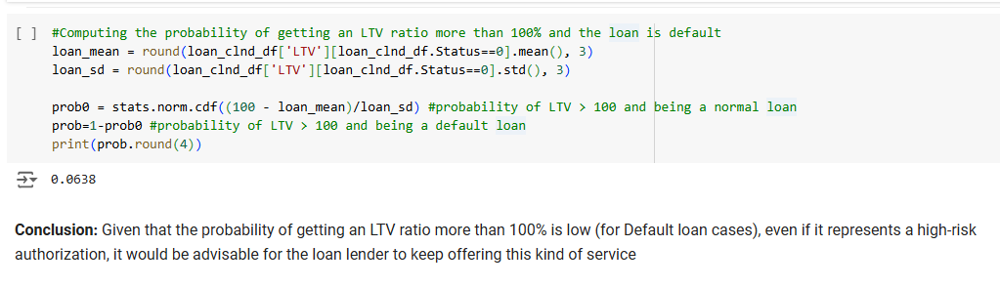 [ ] #Computing the probability of getting an LTV ratio more than 100% and the loan is default
loan_mean = round(loan_clnd_df['LTV'][loan_clnd_df.Status==0].mean(), 3)
loan_sd = round(loan_clnd_df['LTV'][loan_clnd_df.Status==0].std(), 3)
prob0 = stats.norm.cdf((100 - loan_mean)/loan_sd) #probability of LTV > 100 and being a normal loan
prob=1-prob0 #probability of LTV > 100 and being a default loan
print(prob.round(4))
0.0638
Conclusion: Given that the probability of getting an LTV ratio more than 100% is low (for Default loan cases), even if it represents a high-risk
authorization, it would be advisable for the loan lender to keep offering this kind of service